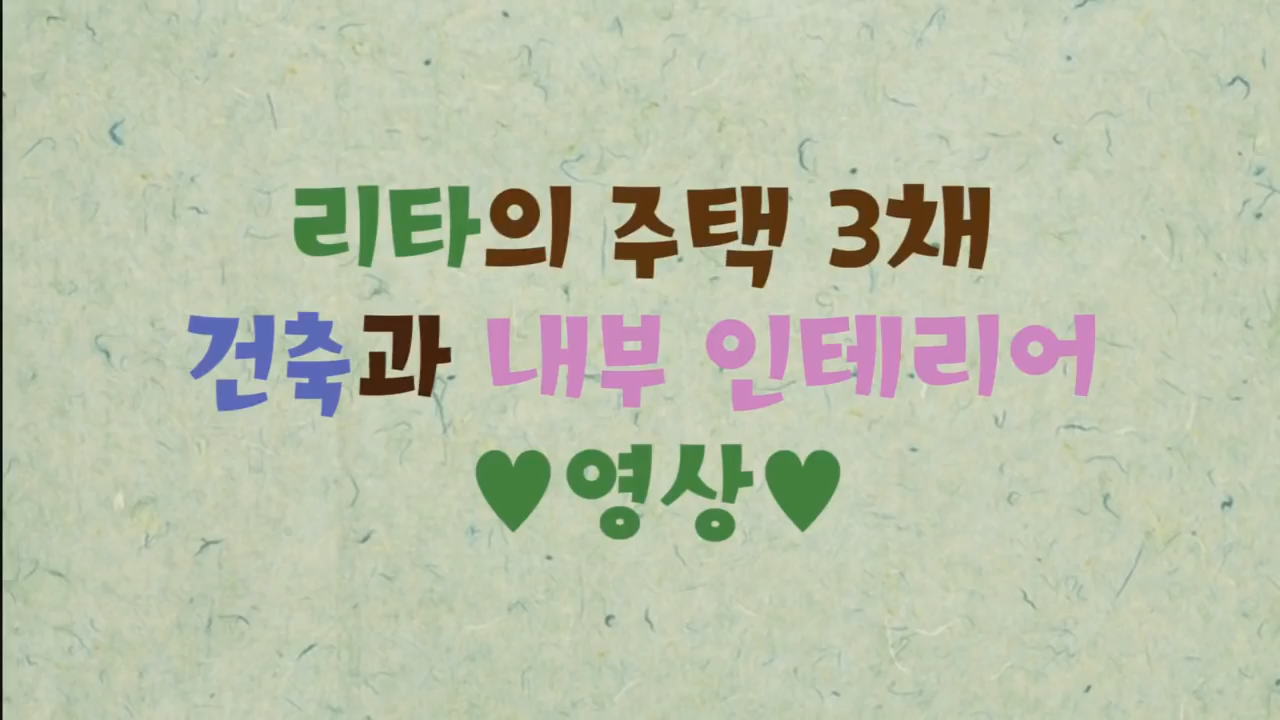 리타의 주택 3채
건축과 내부 인테리어
♥영상♥